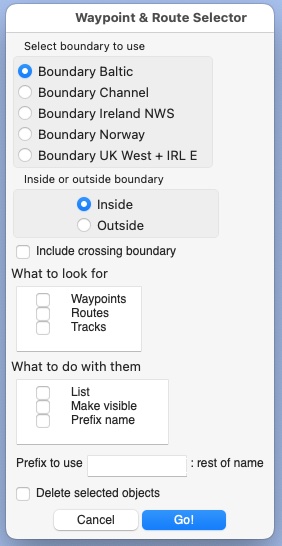 Waypoint & Route Selector
Select boundary to use
Boundary Baltic
Boundary Channel
Boundary Ireland NWS
Boundary Norway
Boundary UK West + IRL E
Inside or outside boundary
Inside
Outside
Include crossing boundary
What to look for
Waypoints
Routes
Tracks
What to do with them
List
Make visible
Prefix name
Prefix to use : rest of name
Delete selected objects
Cancel Go!